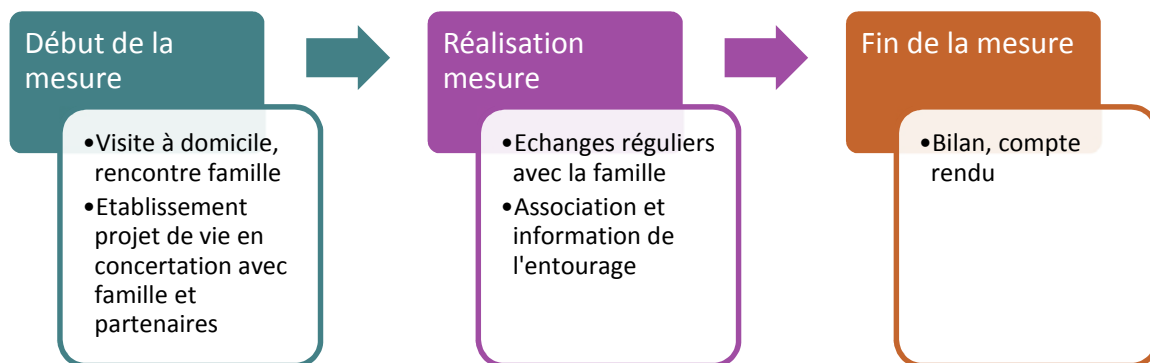 Début de la
mesure
•Visite à domicile,
rencontre famille
•Etablissement
projet de vie en
concertation avec
famille et
partenaires
Réalisation
mesure
•Echanges réguliers
avec la famille
•Association et
information de
l'entourage
Fin de la mesure
•Bilan, compte
rendu